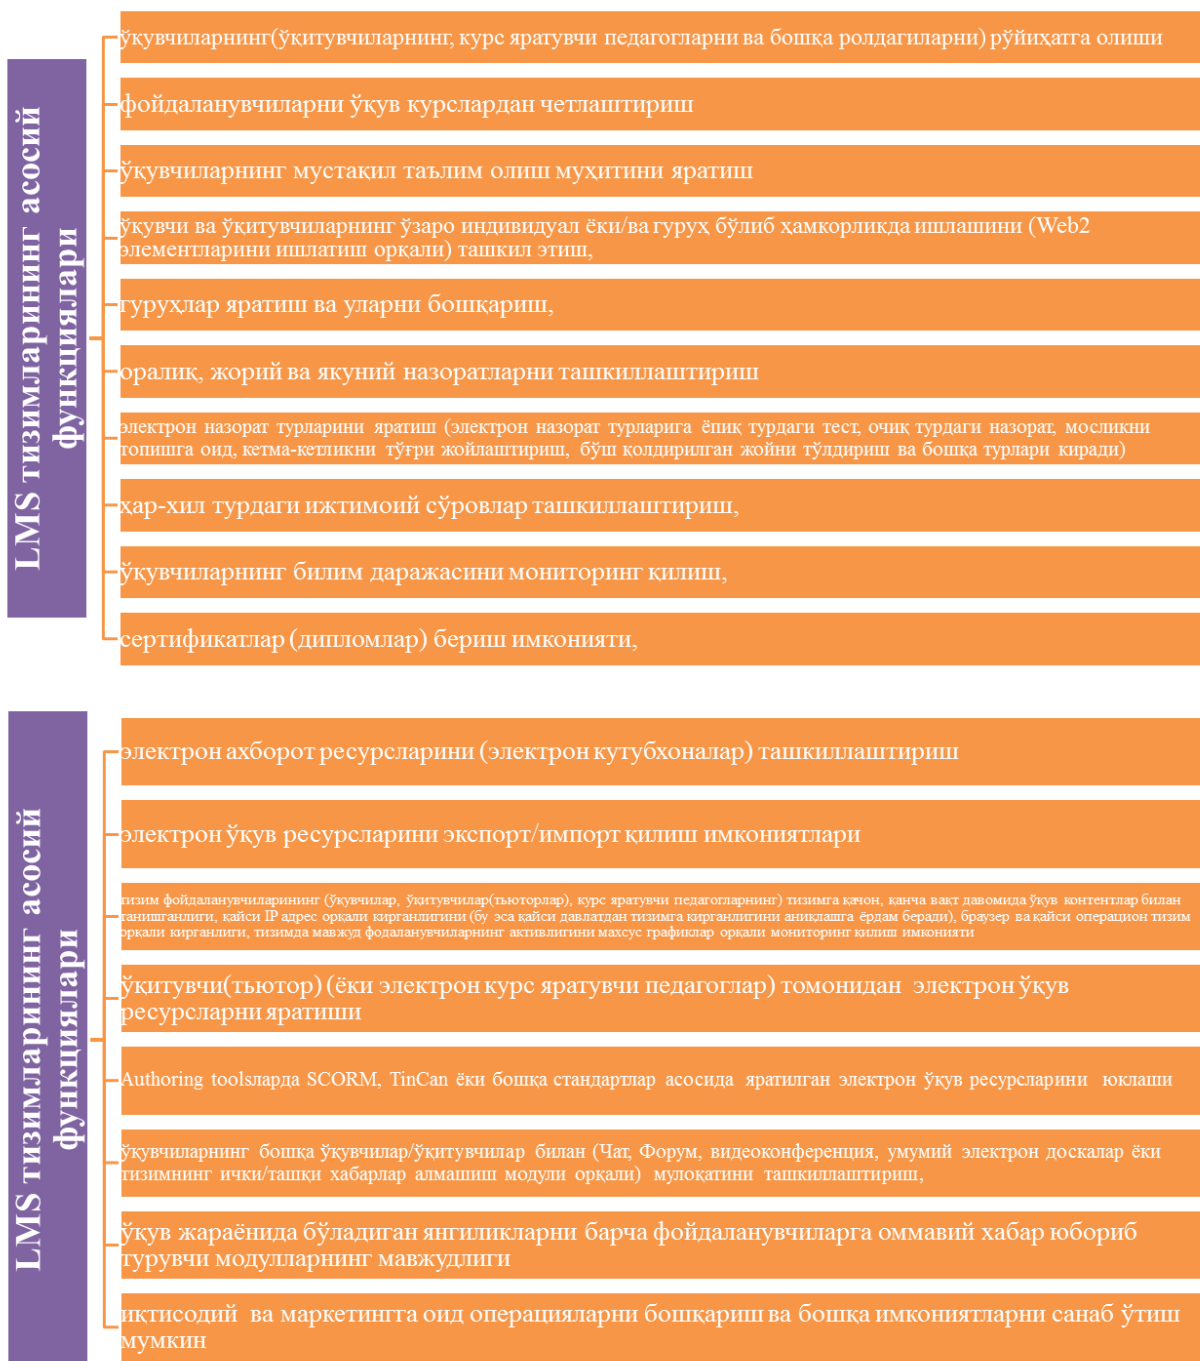 LMS тизимларининг асосий
функциялари
ўқувчиларнинг(ўқитувчиларнинг, курс яратувчи педагогларни ва бошқа ролдагиларни) рўйиҳатга олиши
фойдаланувчиларни ўқув курслардан четлаштириш
ўқувчиларнинг мустақил таълим олиш муҳитини яратиш
ўқувчи ва ўқитувчиларнинг ўзаро индивидуал ёки/ва гуруҳ бўлиб ҳамкорликда ишлашини (Web2
элементларини ишлатиш орқали) ташкил этиш,
гуруҳлар яратиш ва уларни бошқариш,
оралиқ, жорий ва якуний назоратларни ташкиллаштириш
электрон назорат турларини яратиш (электрон назорат турларига ёпиқ турдаги тест, очиқ турдаги назорат, мосликни
топишга оид, кетма-кетликни тўғри жойлаштириш, бўш қолдирилган жойни тўлдириш ва бошқа турлари киради)
ҳар-хил турдаги ижтимоий сўровлар ташкиллаштириш,
ўқувчиларнинг билим даражасини мониторинг қилиш,
сертификатлар (дипломлар) бериш имконияти,
LMS тизимларининг асосий
функциялари
электрон ахборот ресурсларини (электрон кутубхоналар) ташкиллаштириш
электрон ўқув ресурсларини экспорт/импорт қилиш имкониятлари
тизим фойдаланувчиларининг (ўқувчилар, ўқитувчилар(тьюторлар), курс яратувчи педагогларнинг) тизимга қачон, қанча вақт давомида ўқув контентлар билан
танишганлиги, қайси IP адрес орқали кирганлигини (бу эса қайси давлатдан тизимга кирганлигини аниқлашга ёрдам беради), браузер ва қайси операцион тизим
орқали кирганлиги, тизимда мавжуд фодаланувчиларнинг активлигини махсус графиклар орқали мониторинг қилиш имконияти
ўқитувчи(тьютор) (ёки электрон курс яратувчи педагоглар) томонидан электрон ўқув
ресурсларни яратиши
Authoring toolsларда SCORM, TinCan ёки бошқа стандартлар асосида яратилган электрон ўқув ресурсларини юклаши
ўқувчиларнинг бошқа ўқувчилар/ўқитувчилар билан (Чат, Форум, видеоконференция, умумий электрон доскалар ёки
тизимнинг ички/ташқи хабарлар алмашиш модули орқали) мулоқатини ташкиллаштириш,
ўқув жараёнида бўладиган янгиликларни барча фойдаланувчиларга оммавий хабар юбориб
турувчи модулларнинг мавжудлиги
иқтисодий ва маркетингга оид операцияларни бошқариш ва бошқа имкониятларни санаб ўтиш
мумкин